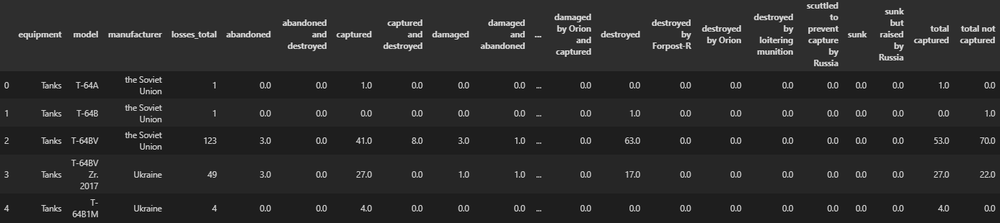 equipment model manufacturer losses_total abandoned abandoned and destroyed captured captured and destroyed damaged damaged and abandoned ... damaged by Orion and captured destroyed destroyed by Forpost-R destroyed by Orion destroyed by loitering munition scuttled to prevent capture by Russia sunk sunk but raised by Russia total captured total not captured
0 Tanks T-64A the Soviet Union 1 0.0 0.0 1.0 0.0 0.0 0.0 ... 0.0 0.0 0.0 0.0 0.0 0.0 0.0 0.0 1.0 0.0
1 Tanks T-64B the Soviet Union 1 0.0 0.0 0.0 0.0 0.0 0.0 ... 0.0 1.0 0.0 0.0 0.0 0.0 0.0 0.0 0.0 1.0
2 Tanks T-64BV the Soviet Union 123 3.0 0.0 41.0 8.0 3.0 1.0 ... 0.0 63.0 0.0 0.0 0.0 0.0 0.0 0.0 53.0 70.0
3 Tanks T-64BV Zr. 2017 Ukraine 49 3.0 0.0 27.0 0.0 1.0 1.0 ... 0.0 17.0 0.0 0.0 0.0 0.0 0.0 0.0 27.0 22.0
4 Tanks T-64B1M Ukraine 4 0.0 0.0 4.0 0.0 0.0 0.0 ... 0.0 0.0 0.0 0.0 0.0 0.0 0.0 0.0 4.0 0.0